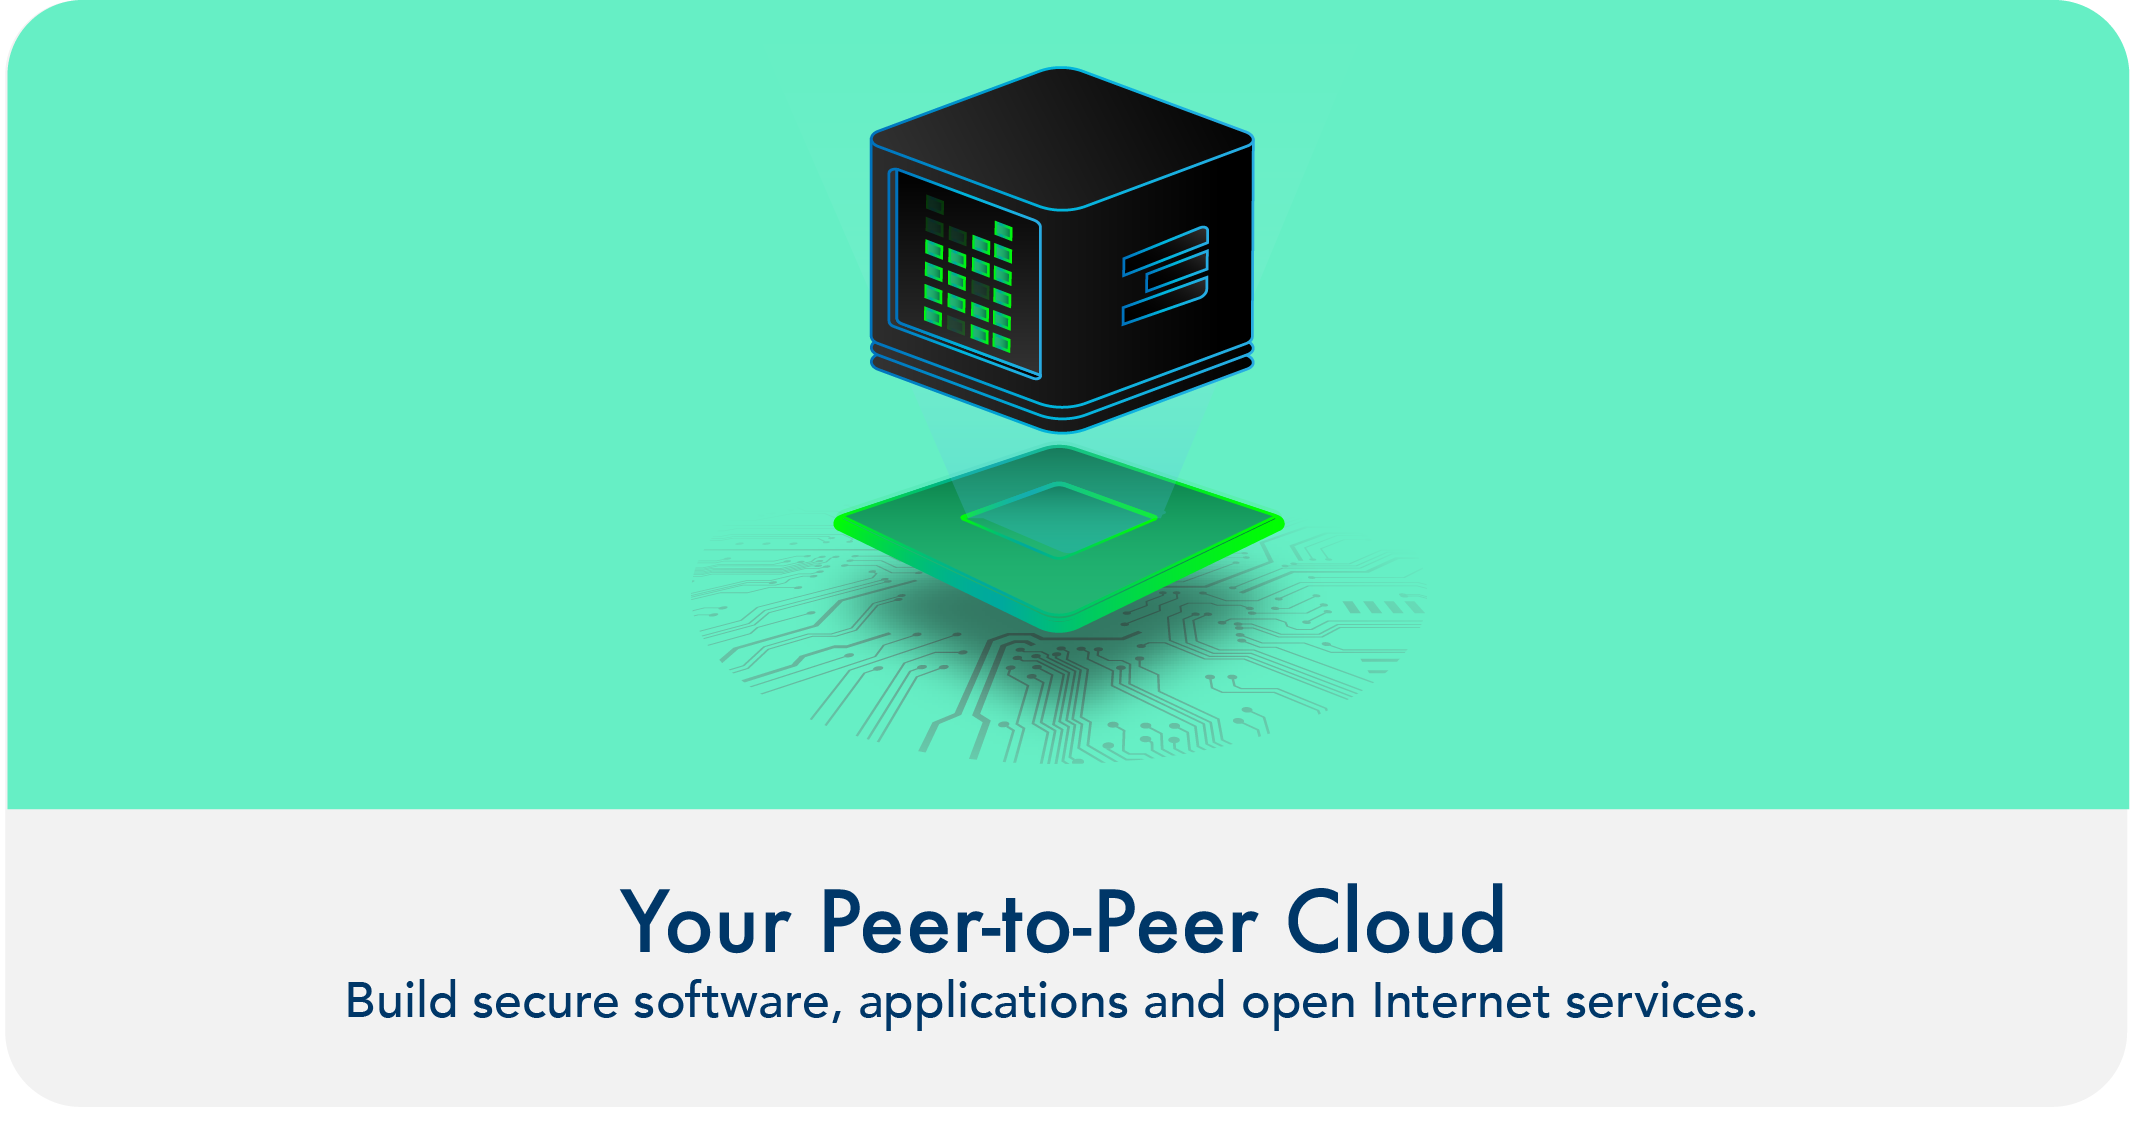 Your Peer-to-Peer Cloud
Build secure software, applications and open Internet services.